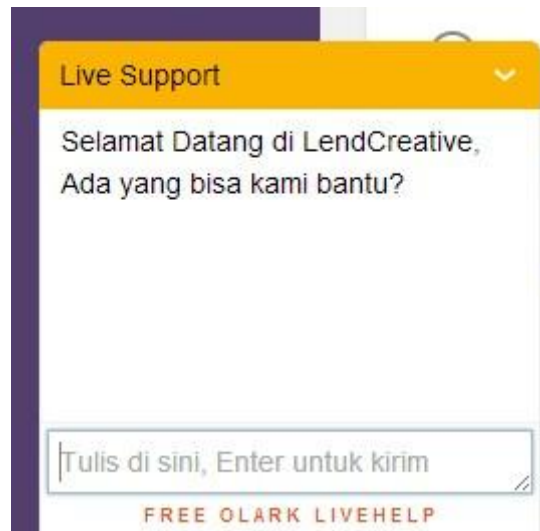 Live Support
Selamat Datang di LendCreative,
Ada yang bisa kami bantu?
Tulis di sini, Enter untuk kirim
FREE OLARK LIVEHELP